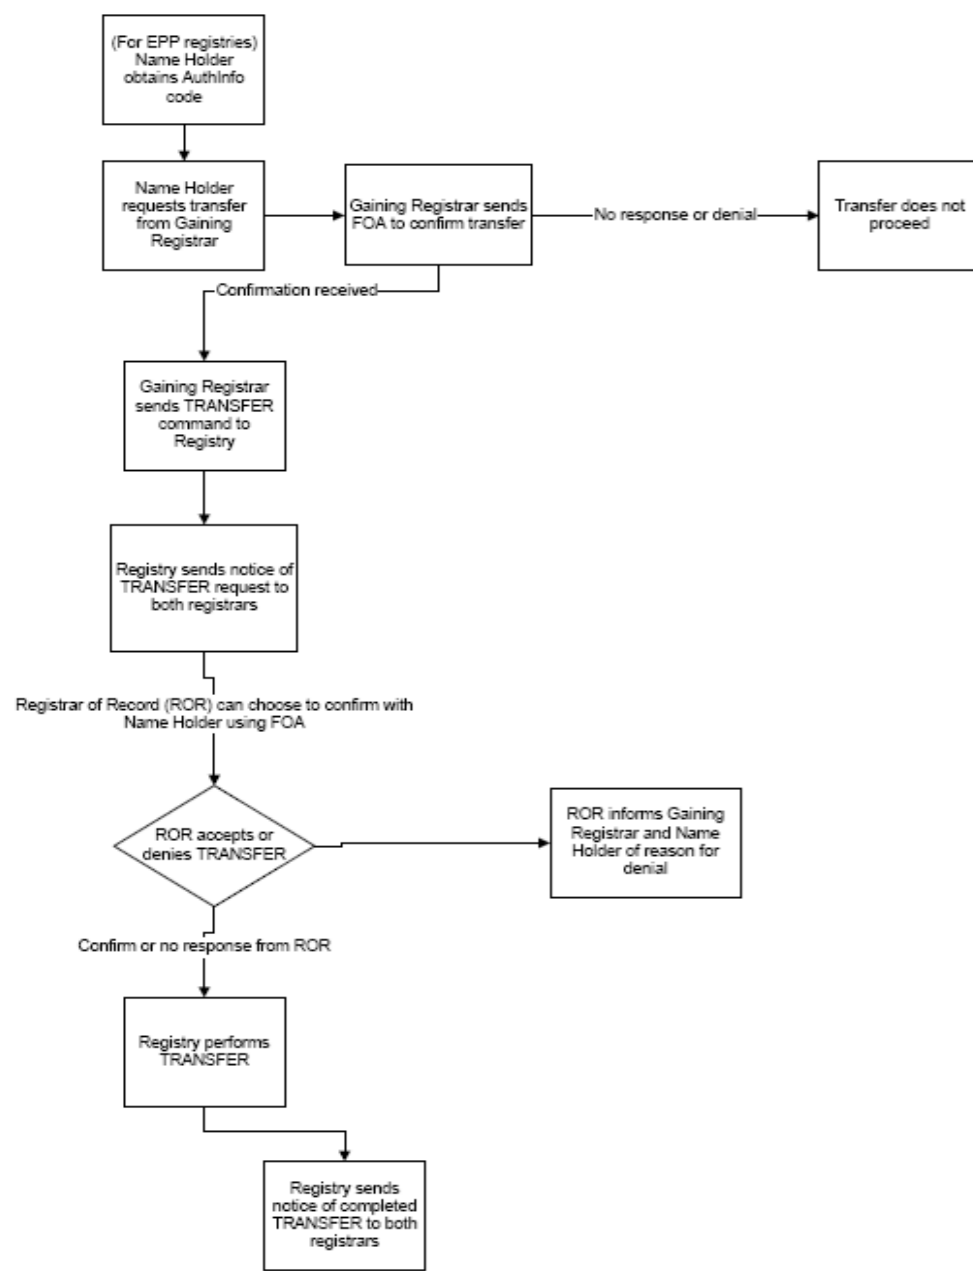 (For EPP registries)
Name Holder
obtains AuthInfo
code
Name Holder
requests transfer
from Gaining
Registrar
Gaining Registrar sends
FOA to confirm transfer
No response or denial
Transfer does not
proceed
Confirmation received
Gaining Registrar
sends TRANSFER
command to
Registry
Registry sends notice of
TRANSFER request to
both registrars
Registrar of Record (ROR) can choose to confirm with
Name Holder using FOA
ROR accepts or
denies TRANSFER
ROR informs Gaining
Registrar and Name
Holder of reason for
denial
Confirm or no response from ROR
Registry performs
TRANSFER
Registry sends
notice of completed
TRANSFER to both
registrars